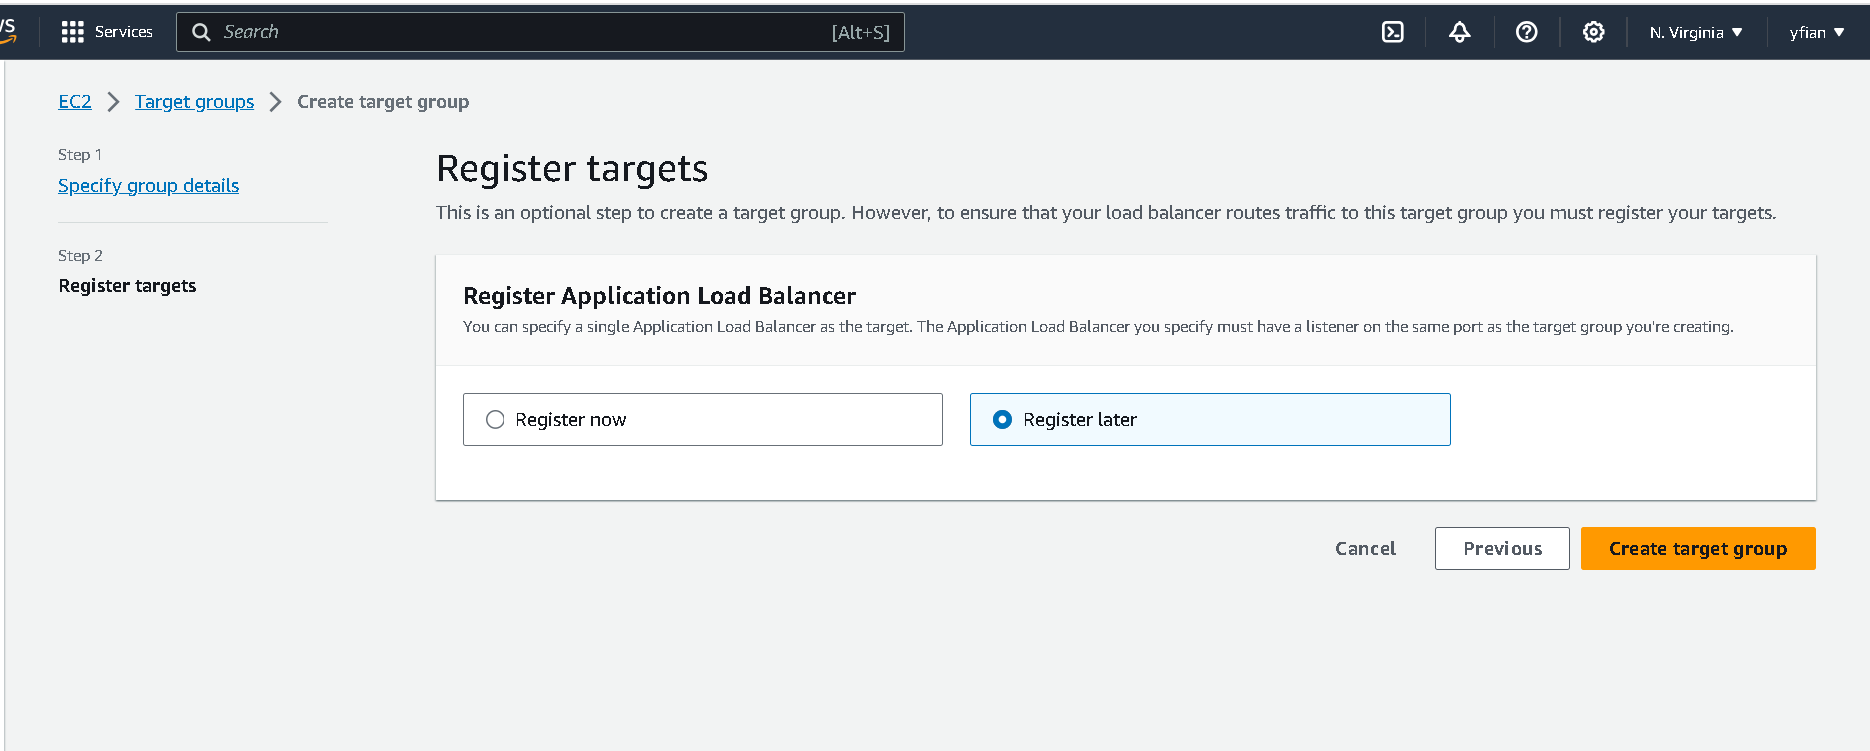 Services
Search
[Alt+S]
N. Virginia
yfian
EC2
Target groups
Create target group
Step 1
Specify group details
Step 2
Register targets
Register targets
This is an optional step to create a target group. However, to ensure that your load balancer routes traffic to this target group you must register your targets.
Register Application Load Balancer
You can specify a single Application Load Balancer as the target. The Application Load Balancer you specify must have a listener on the same port as the target group you're creating.
Register now
Register later
Cancel
Previous
Create target group